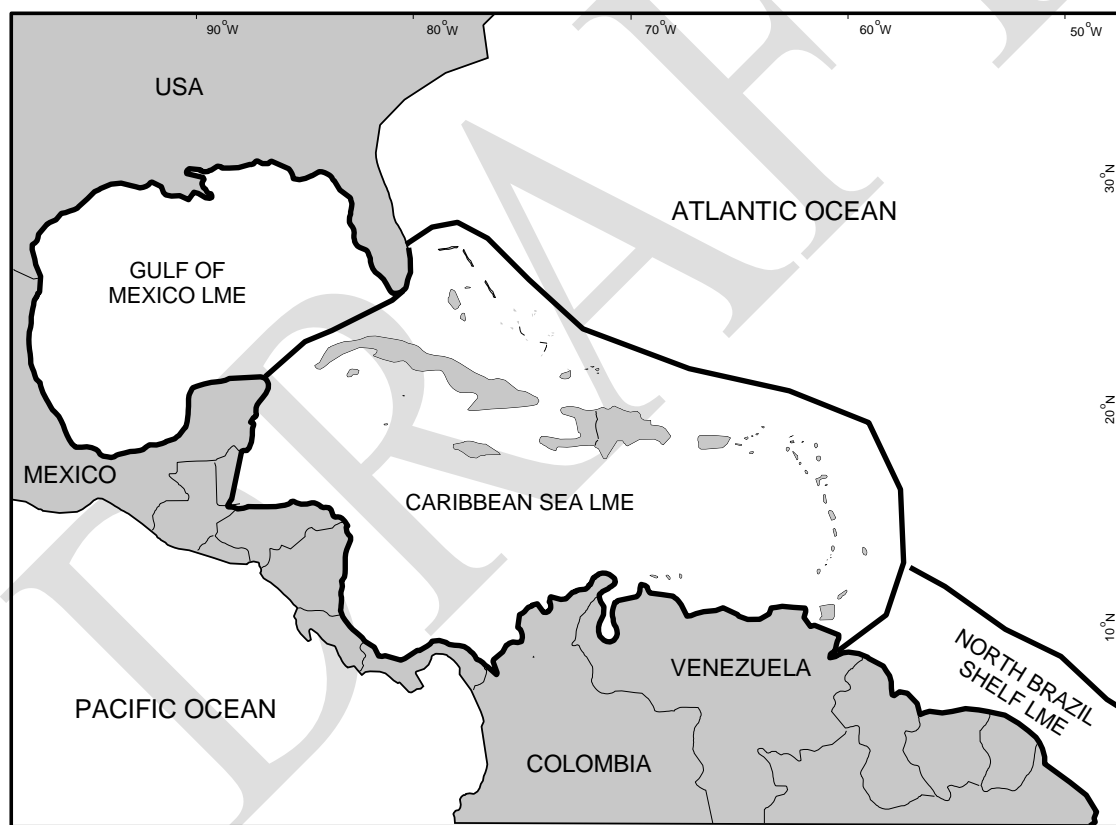 90°W
80°W
70°W
60°W
50°W
USA
30°N
ATLANTIC OCEAN
GULF OF
MEXICO LME
20°N
MEXICO
CARIBBEAN SEA LME
10°N
NORTH BRAZIL
SHELF LME
VENEZUELA
PACIFIC OCEAN
COLOMBIA
DRAFT